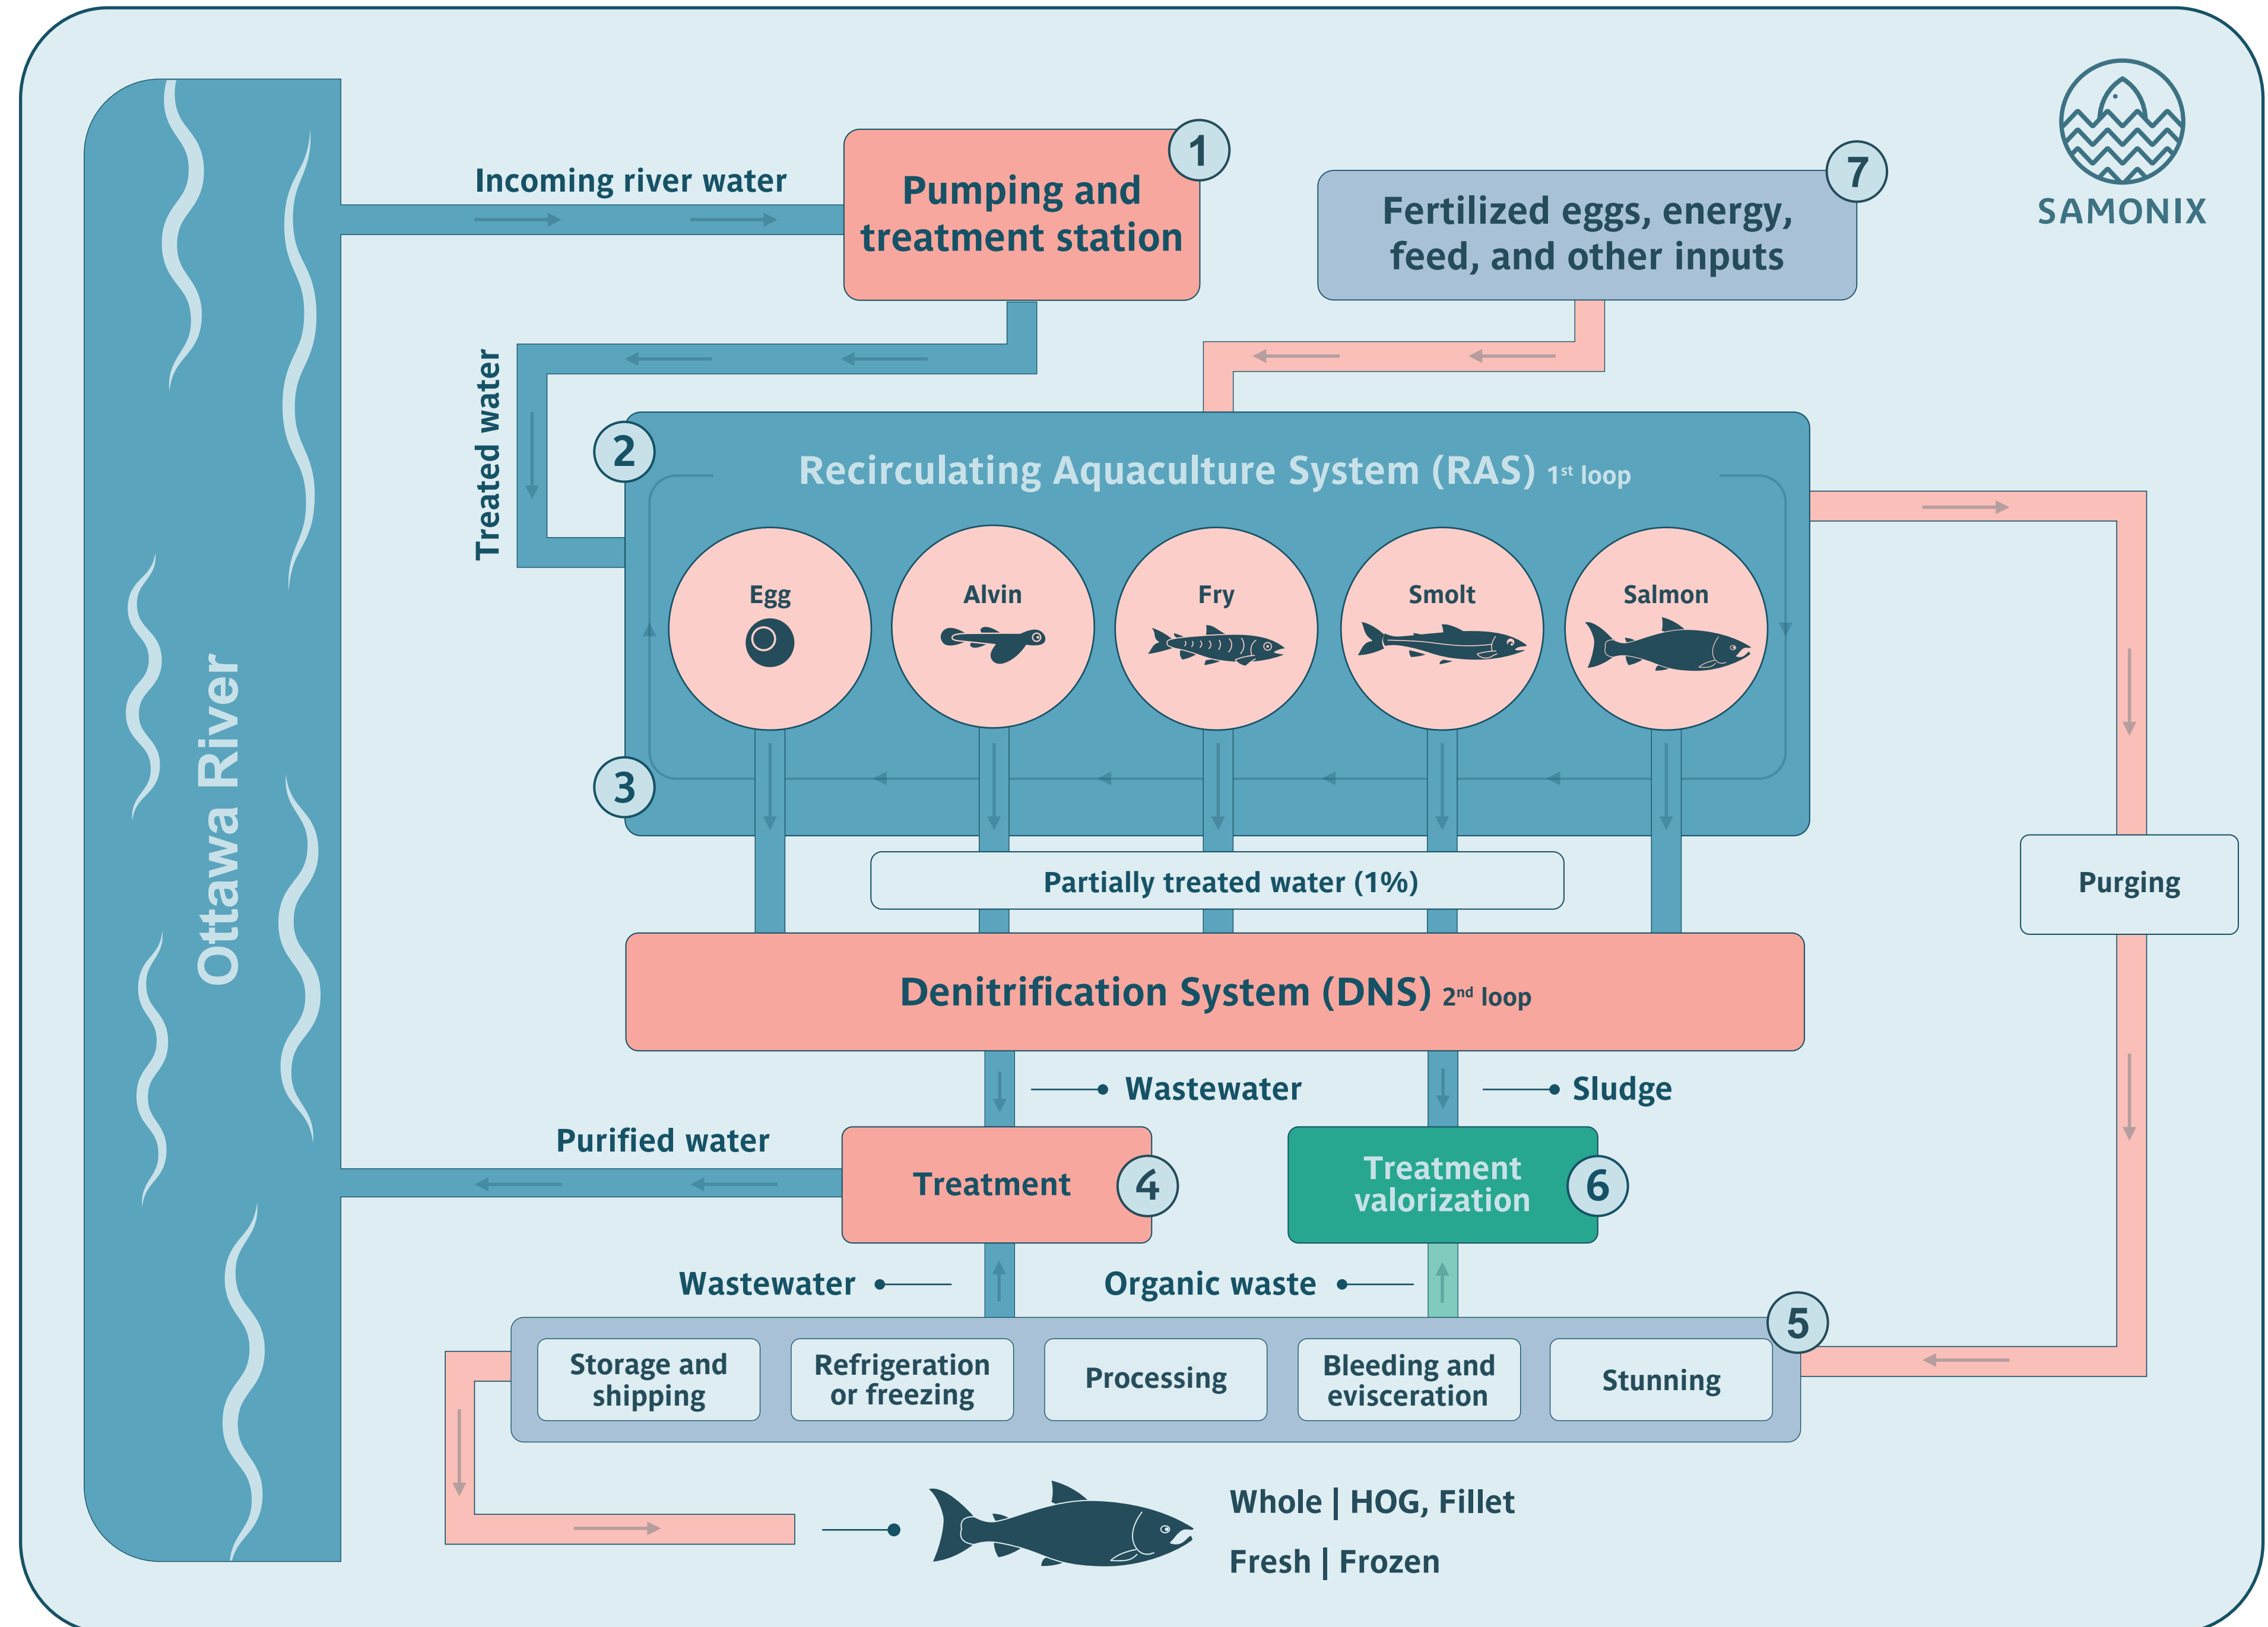 SAMONIX
1
Pumping and
treatment station
7
Fertilized eggs, energy,
feed, and other inputs
Incoming river water
Treated water
Ottawa River
2
Recirculating Aquaculture System (RAS) 1st loop
Egg
Alvin
Fry
Smolt
Salmon
3
Partially treated water (1%)
Purging
Denitrification System (DNS) 2nd loop
Wastewater
Sludge
Purified water
Treatment
4
Treatment
valorization
6
Wastewater
Organic waste
5
Storage and
shipping
Refrigeration
or freezing
Processing
Bleeding and
evisceration
Stunning
Whole | HOG, Fillet
Fresh | Frozen